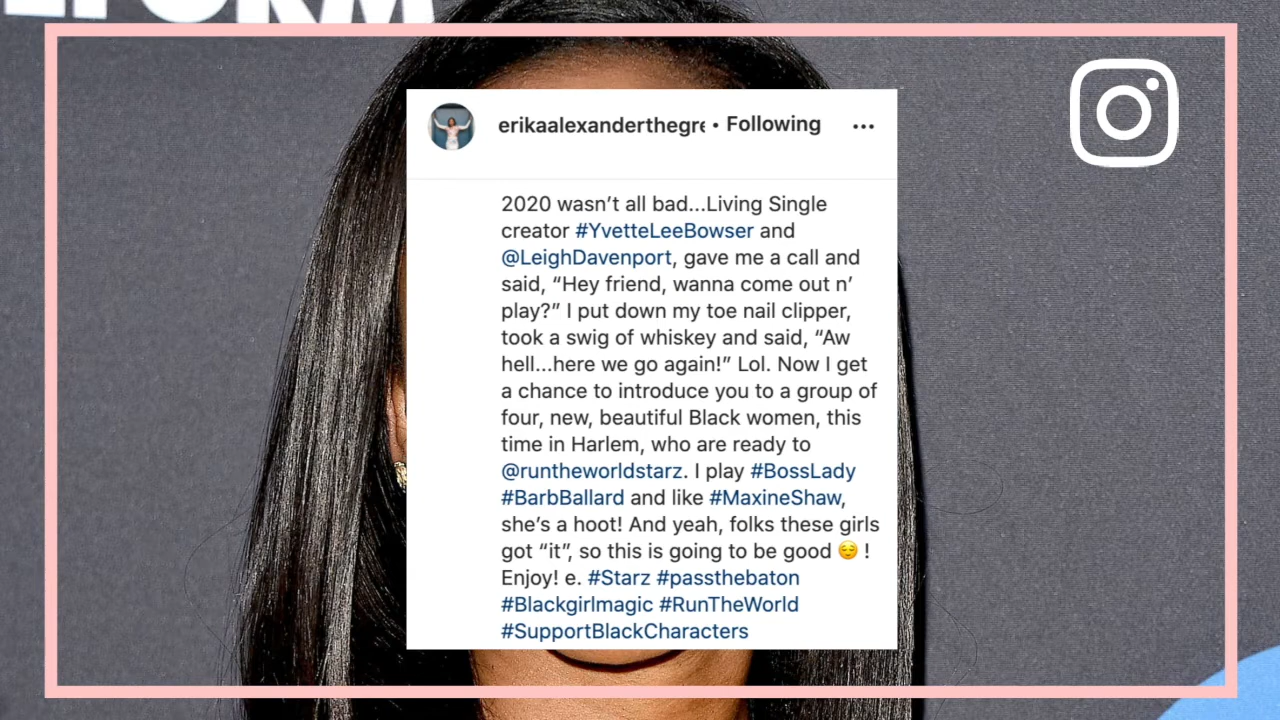 erikaalexanderthegre • Following ...
2020 wasn’t all bad...Living Single
creator #YvetteLeeBowser and
@LeighDavenport, gave me a call and
said, “Hey friend, wanna come out n’
play?” I put down my toe nail clipper,
took a swig of whiskey and said, “Aw
hell...here we go again!” Lol. Now I get
a chance to introduce you to a group of
four, new, beautiful Black women, this
time in Harlem, who are ready to
@runtheworldstarz. I play #BossLady
#BarbBallard and like #MaxineShaw,
she’s a hoot! And yeah, folks these girls
got “it”, so this is going to be good 😌 !
Enjoy! e. #Starz #passthebaton
#Blackgirlmagic #RunTheWorld
#SupportBlackCharacters